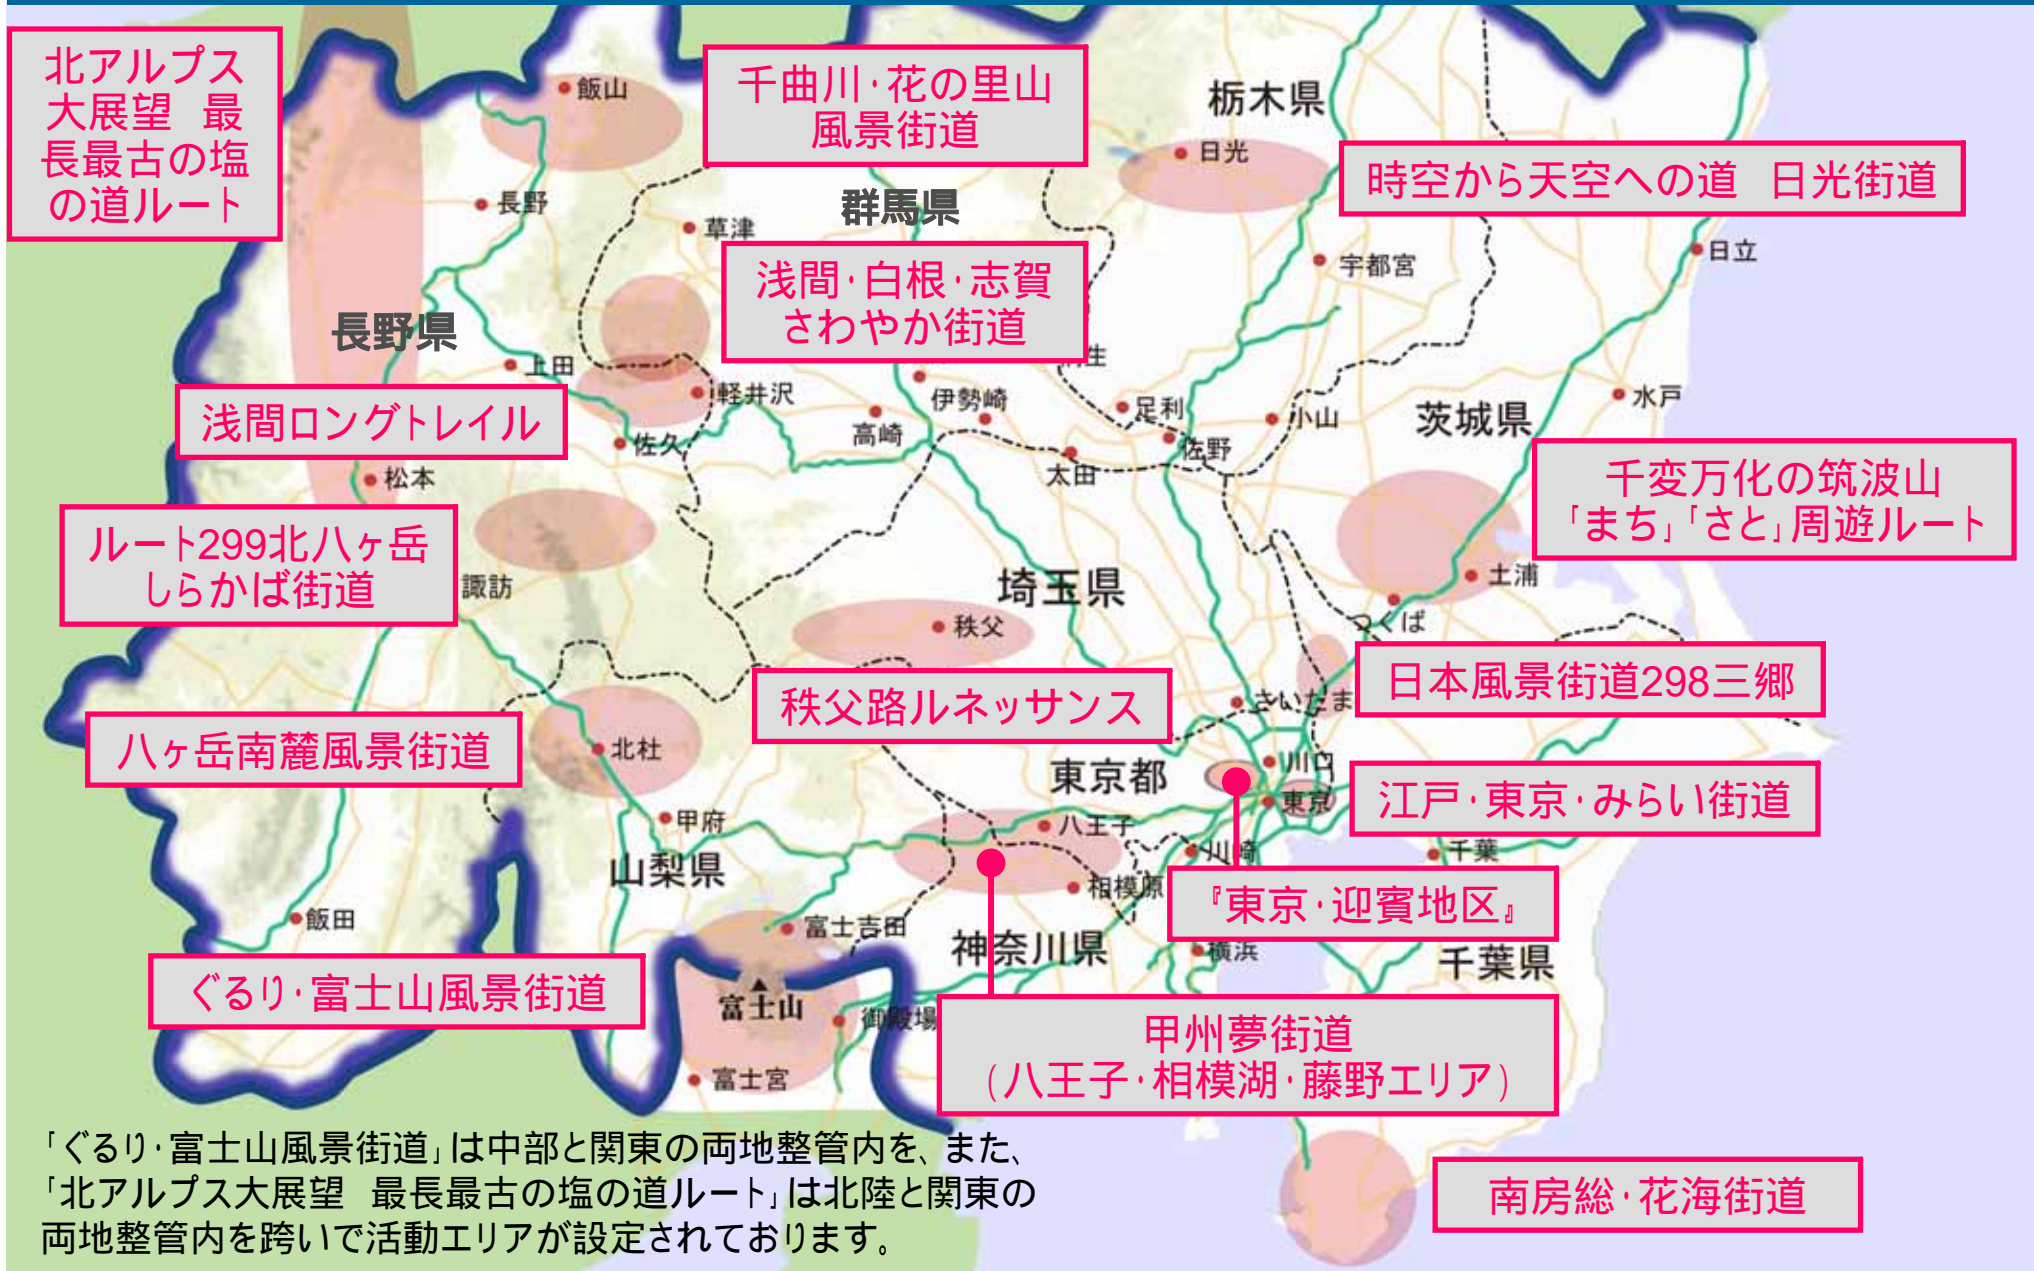 北アルプス
大展望　最
長最古の塩
の道ルート
千曲川・花の里山
風景街道
栃木県
飯山
日光
時空から天空への道　日光街道
長野
群馬県
草津
浅間・白根・志賀
さわやか街道
宇都宮
日立
長野県
上田
生
浅間ロングトレイル
軽井沢
伊勢崎
高崎
足利
小山
茨城県
水戸
佐久
佐野
太田
松本
千変万化の筑波山
「まち」「さと」周遊ルート
ルート299北八ヶ岳
しらかば街道
諏訪
埼玉県
土浦
つくば
秩父
日本風景街道298三郷
秩父路ルネッサンス
さいたま
八ヶ岳南麓風景街道
北杜
東京都
川口
東京
江戸・東京・みらい街道
甲府
八王子
川崎
千葉
山梨県
相模原
『東京・迎賓地区』
飯田
富士吉田
神奈川県
横浜
千葉県
ぐるり・富士山風景街道
富士山
御殿場
甲州夢街道
（八王子・相模湖・藤野エリア）
富士宮
「ぐるり・富士山風景街道」は中部と関東の両地整管内を、また、
「北アルプス大展望　最長最古の塩の道ルート」は北陸と関東の
両地整管内を跨いで活動エリアが設定されております。
南房総・花海街道